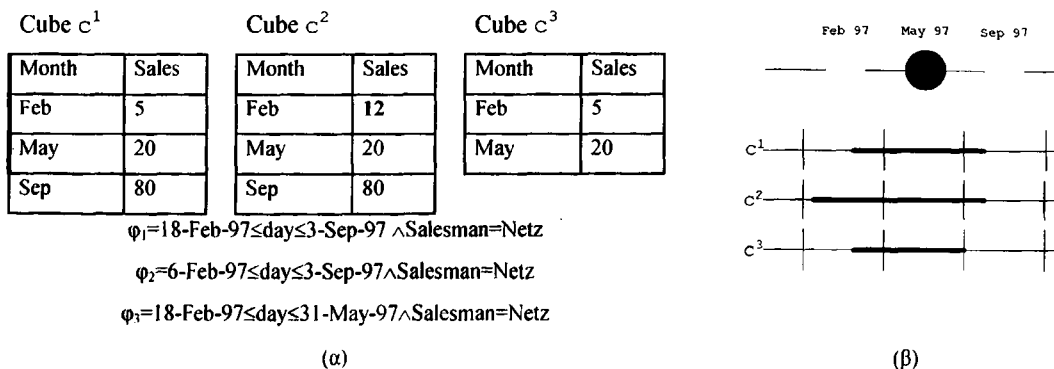 Cube c¹
Month Sales
Feb 5
May 20
Sep 80
Cube c²
Month Sales
Feb 12
May 20
Sep 80
Cube c³
Month Sales
Feb 5
May 20
φ₁=18-Feb-97≤day≤3-Sep-97 ∧Salesman=Netz
φ₂=6-Feb-97≤day≤3-Sep-97∧Salesman=Netz
φ₃=18-Feb-97≤day≤31-May-97∧Salesman=Netz
(α)
Feb 97 May 97 Sep 97
C¹
C²
C³
(β)